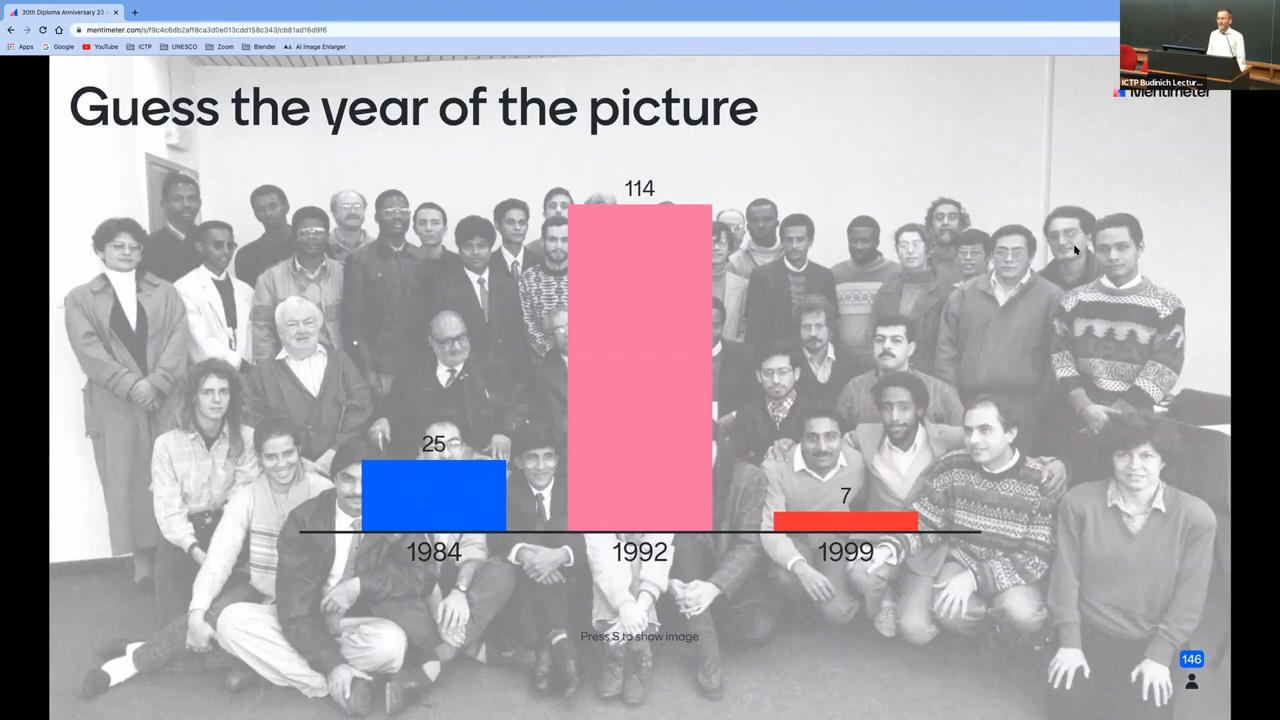 30th Diploma Anniversary 23 
mentimeter.com/s/f9c4c6db2aff8ca3d0e013cdd158c343/cb81ad16d9f6
Apps Google YouTube ICTP UNESCO Zoom Blender AI Image Enlarger
ICTP Budinich Lectur...
Mentimeter
Guess the year of the picture
114
25
7
1984 1992 1999
Press S to show image
146